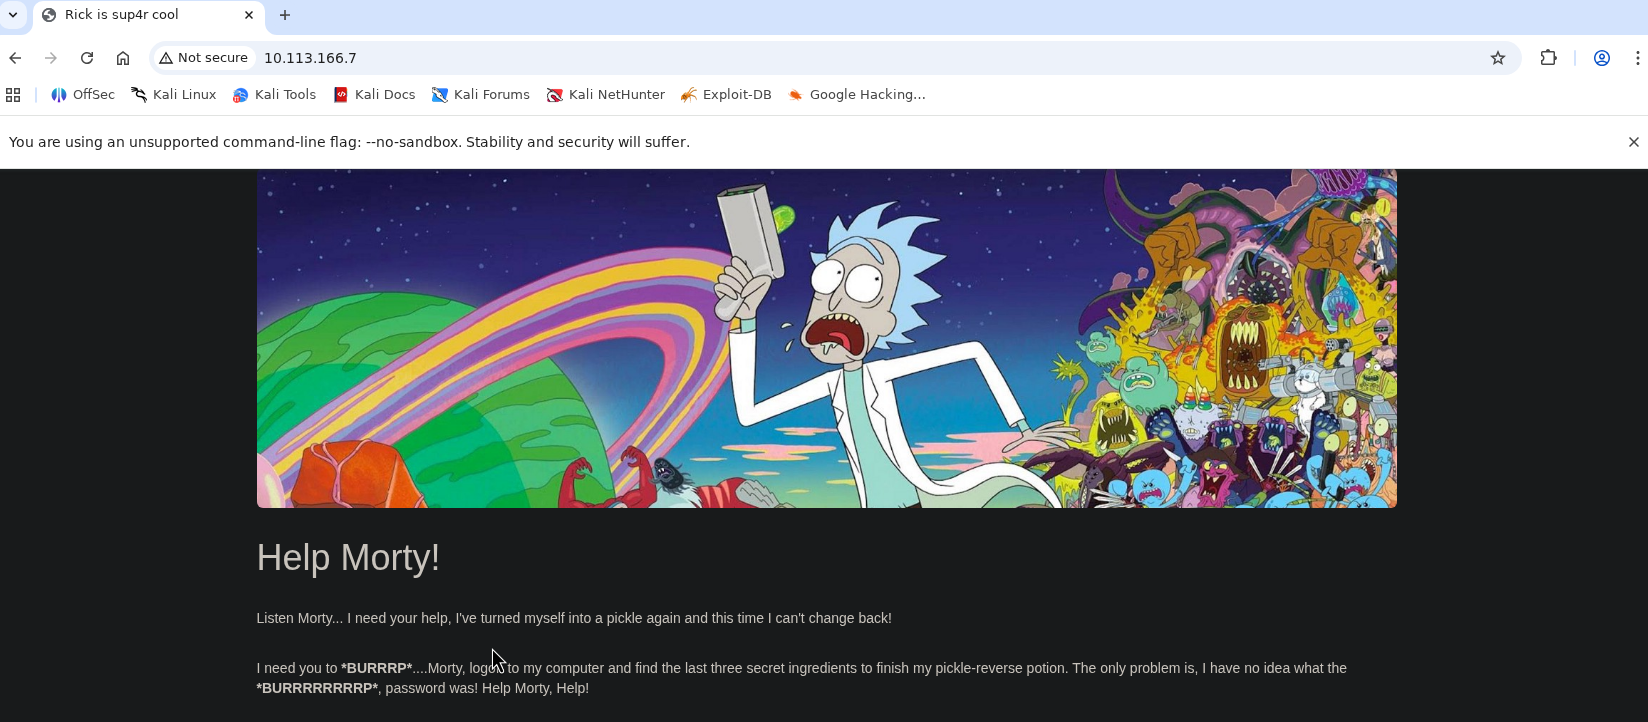 Rick is sup4r cool
Not secure
10.113.166.7
OffSec
Kali Linux
Kali Tools
Kali Docs
Kali Forums
Kali NetHunter
Exploit-DB
Google Hacking...
You are using an unsupported command-line flag: --no-sandbox. Stability and security will suffer.
Help Morty!
Listen Morty... I need your help, I've turned myself into a pickle again and this time I can't change back!
I need you to *BURRRP*....Morty, logon to my computer and find the last three secret ingredients to finish my pickle-reverse potion. The only problem is, I have no idea what the
*BURRRRRRRRP*, password was! Help Morty, Help!